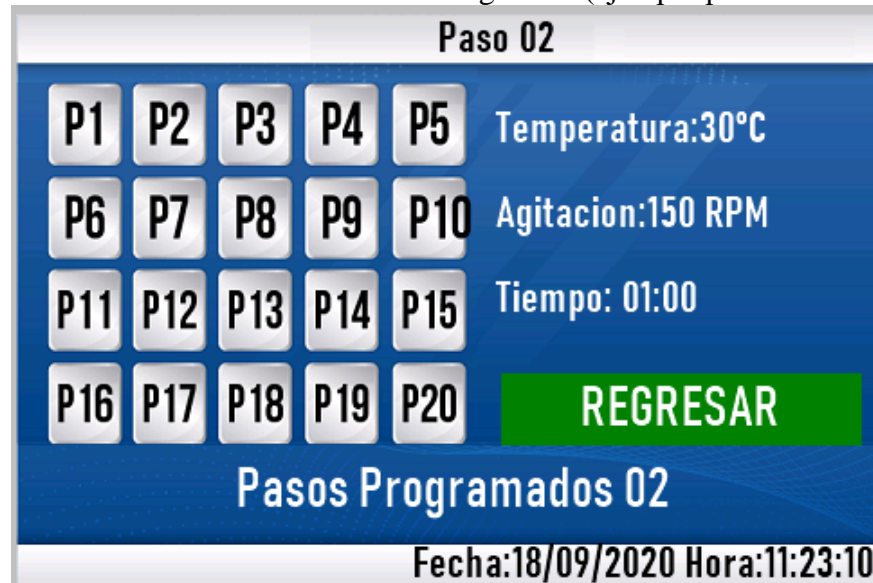 Paso 02
P1 P2 P3 P4 P5 Temperatura:30°C
P6 P7 P8 P9 P10 Agitacion:150 RPM
P11 P12 P13 P14 P15 Tiempo: 01:00
P16 P17 P18 P19 P20 REGRESAR
Pasos Programados 02
Fecha:18/09/2020 Hora:11:23:10